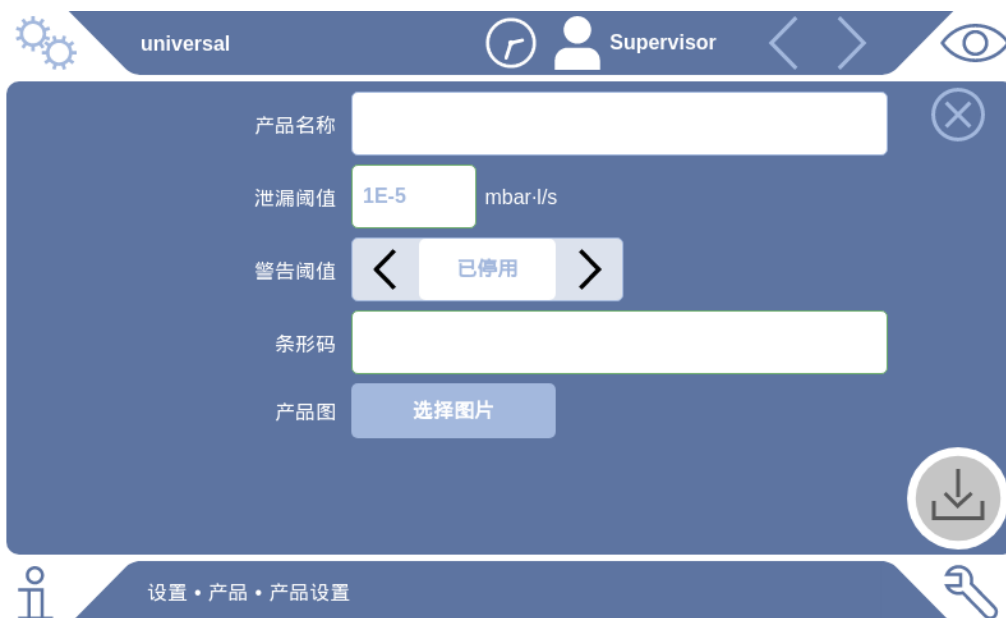 universal
Supervisor
产品名称
泄漏阈值 1E-5 mbar·l/s
警告阈值 已停用
条形码
产品图 选择图片
设置 • 产品 • 产品设置